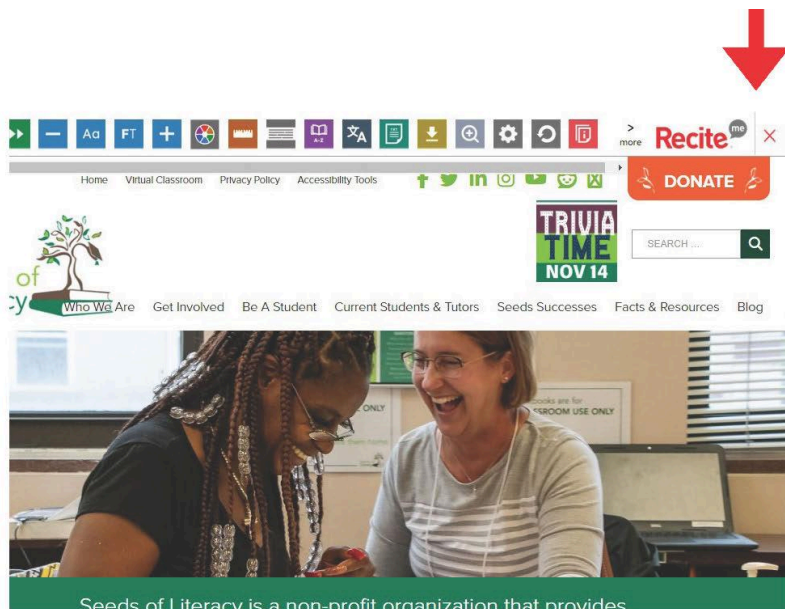 Aa FT A-Z > more Recite me ×
Home Virtual Classroom Privacy Policy Accessibility Tools
DONATE
TRIVIA
TIME
NOV 14
SEARCH ...
of
cy
Who We Are Get Involved Be A Student Current Students & Tutors Seeds Successes Facts & Resources Blog
ONLY
books are for
SSROOM USE ONLY
Seeds of Literacy is a non-profit organization that provides